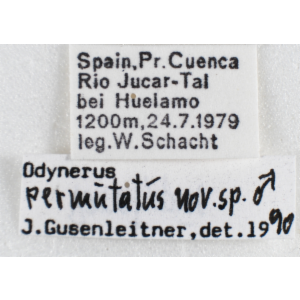 Spain,Pr.Cuenca
Rio Jucar-Tal
bei Huelamo
1200m,24.7.1979
leg.W.Schacht
Odynerus
permutatus nov.sp. ♂
J.Gusenleitner,det.1990